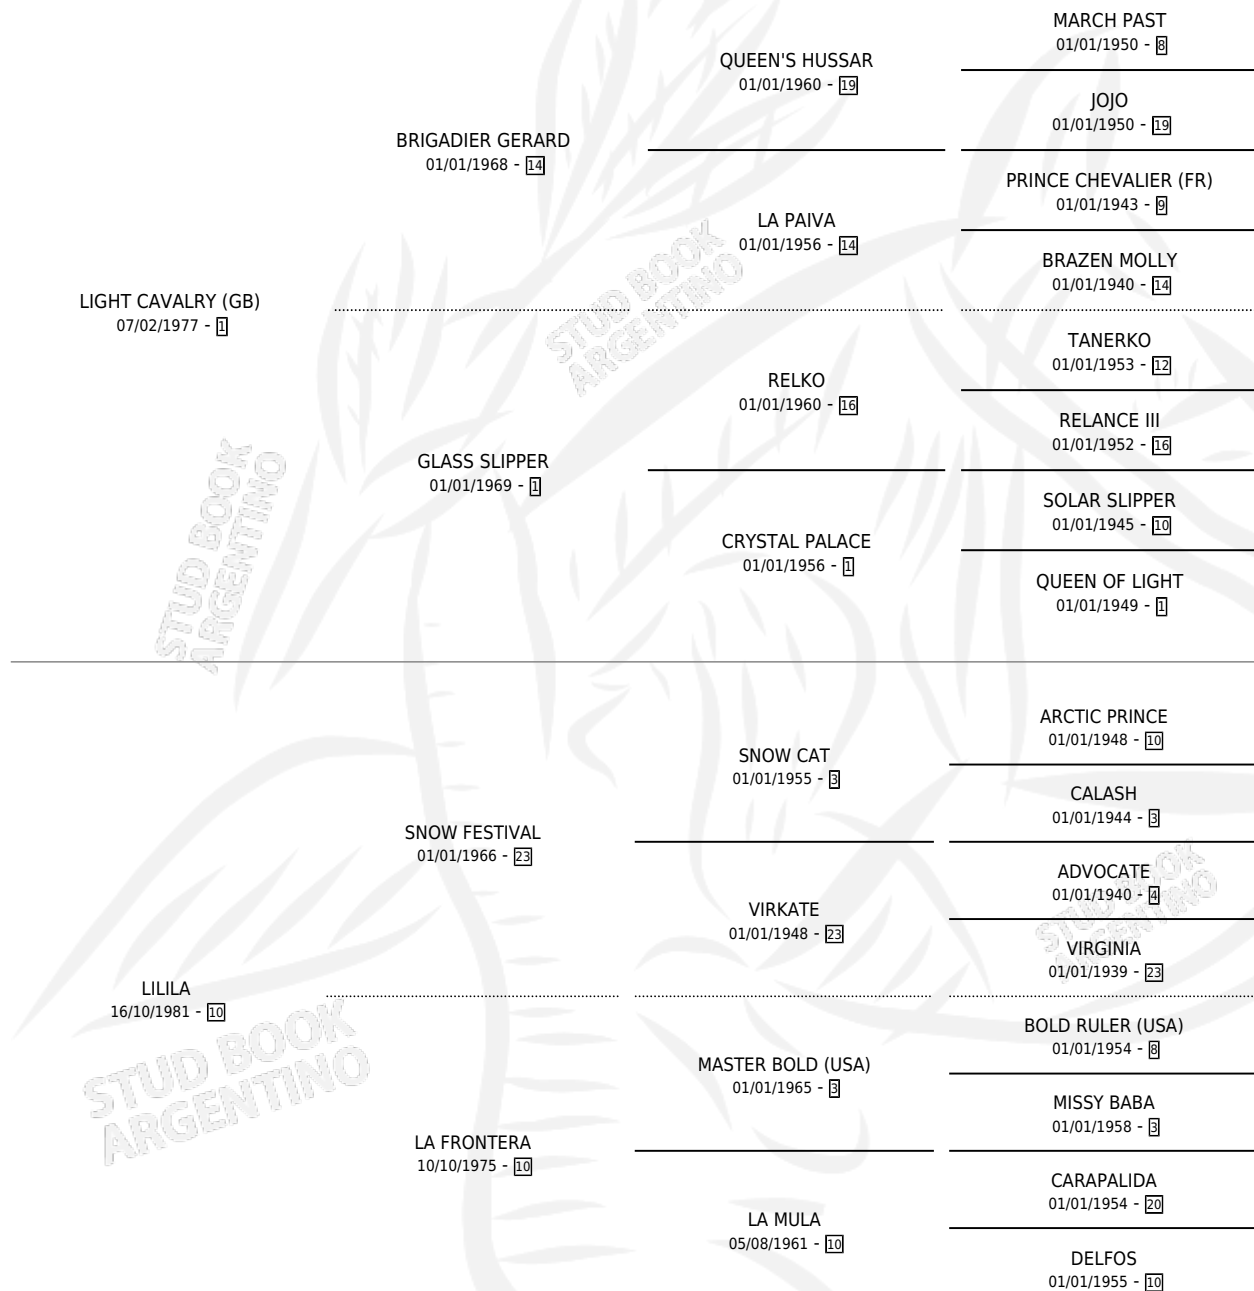 MARCH PAST
01/01/1950 - 8
QUEEN'S HUSSAR
01/01/1960 - 19
JOJO
01/01/1950 - 19
BRIGADIER GERARD
01/01/1968 - 14
PRINCE CHEVALIER (FR)
01/01/1943 - 9
LA PAIVA
01/01/1956 - 14
BRAZEN MOLLY
01/01/1940 - 14
LIGHT CAVALRY (GB)
07/02/1977 - 1
TANERKO
01/01/1953 - 12
RELKO
01/01/1960 - 16
RELANCE III
01/01/1952 - 16
GLASS SLIPPER
01/01/1969 - 1
SOLAR SLIPPER
01/01/1945 - 10
CRYSTAL PALACE
01/01/1956 - 1
QUEEN OF LIGHT
01/01/1949 - 1
ARCTIC PRINCE
01/01/1948 - 10
SNOW CAT
01/01/1955 - 3
CALASH
01/01/1944 - 3
SNOW FESTIVAL
01/01/1966 - 23
ADVOCATE
01/01/1940 - 4
VIRKATE
01/01/1948 - 23
VIRGINIA
01/01/1939 - 23
LILILA
16/10/1981 - 10
BOLD RULER (USA)
01/01/1954 - 8
MASTER BOLD (USA)
01/01/1965 - 3
MISSY BABA
01/01/1958 - 3
LA FRONTERA
10/10/1975 - 10
CARAPALIDA
01/01/1954 - 20
LA MULA
05/08/1961 - 10
DELFOS
01/01/1955 - 10
STUD BOOK
ARGENTINO
STUD BOOK
ARGENTINO
STUD BOOK
ARGENTINO
STUD BOOK
ARGENTINO